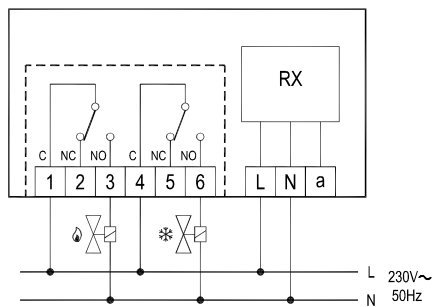 RX
C NC NO C NC NO
1 2 3 4 5 6 L N a
L 230V~
N 50Hz